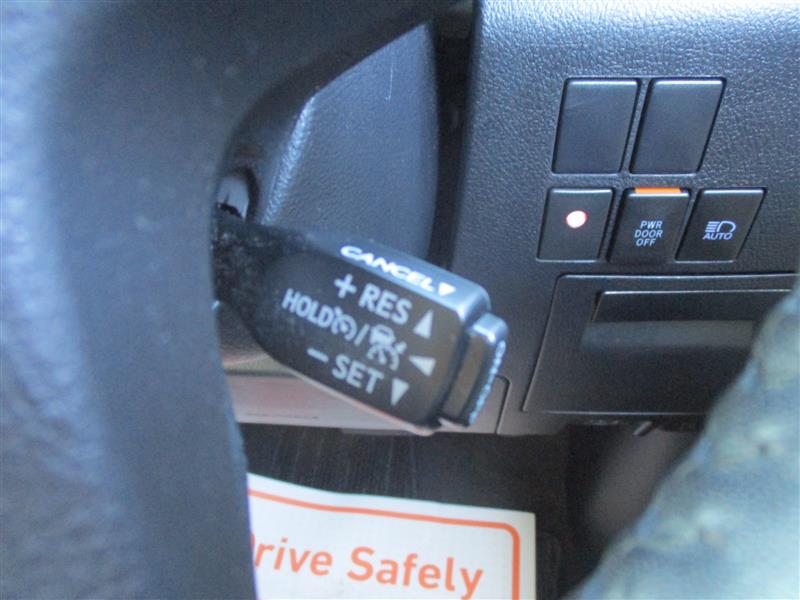 CANCEL
+ RES
HOLD /
- SET
PWR
DOOR
OFF
AUTO
Drive Safely